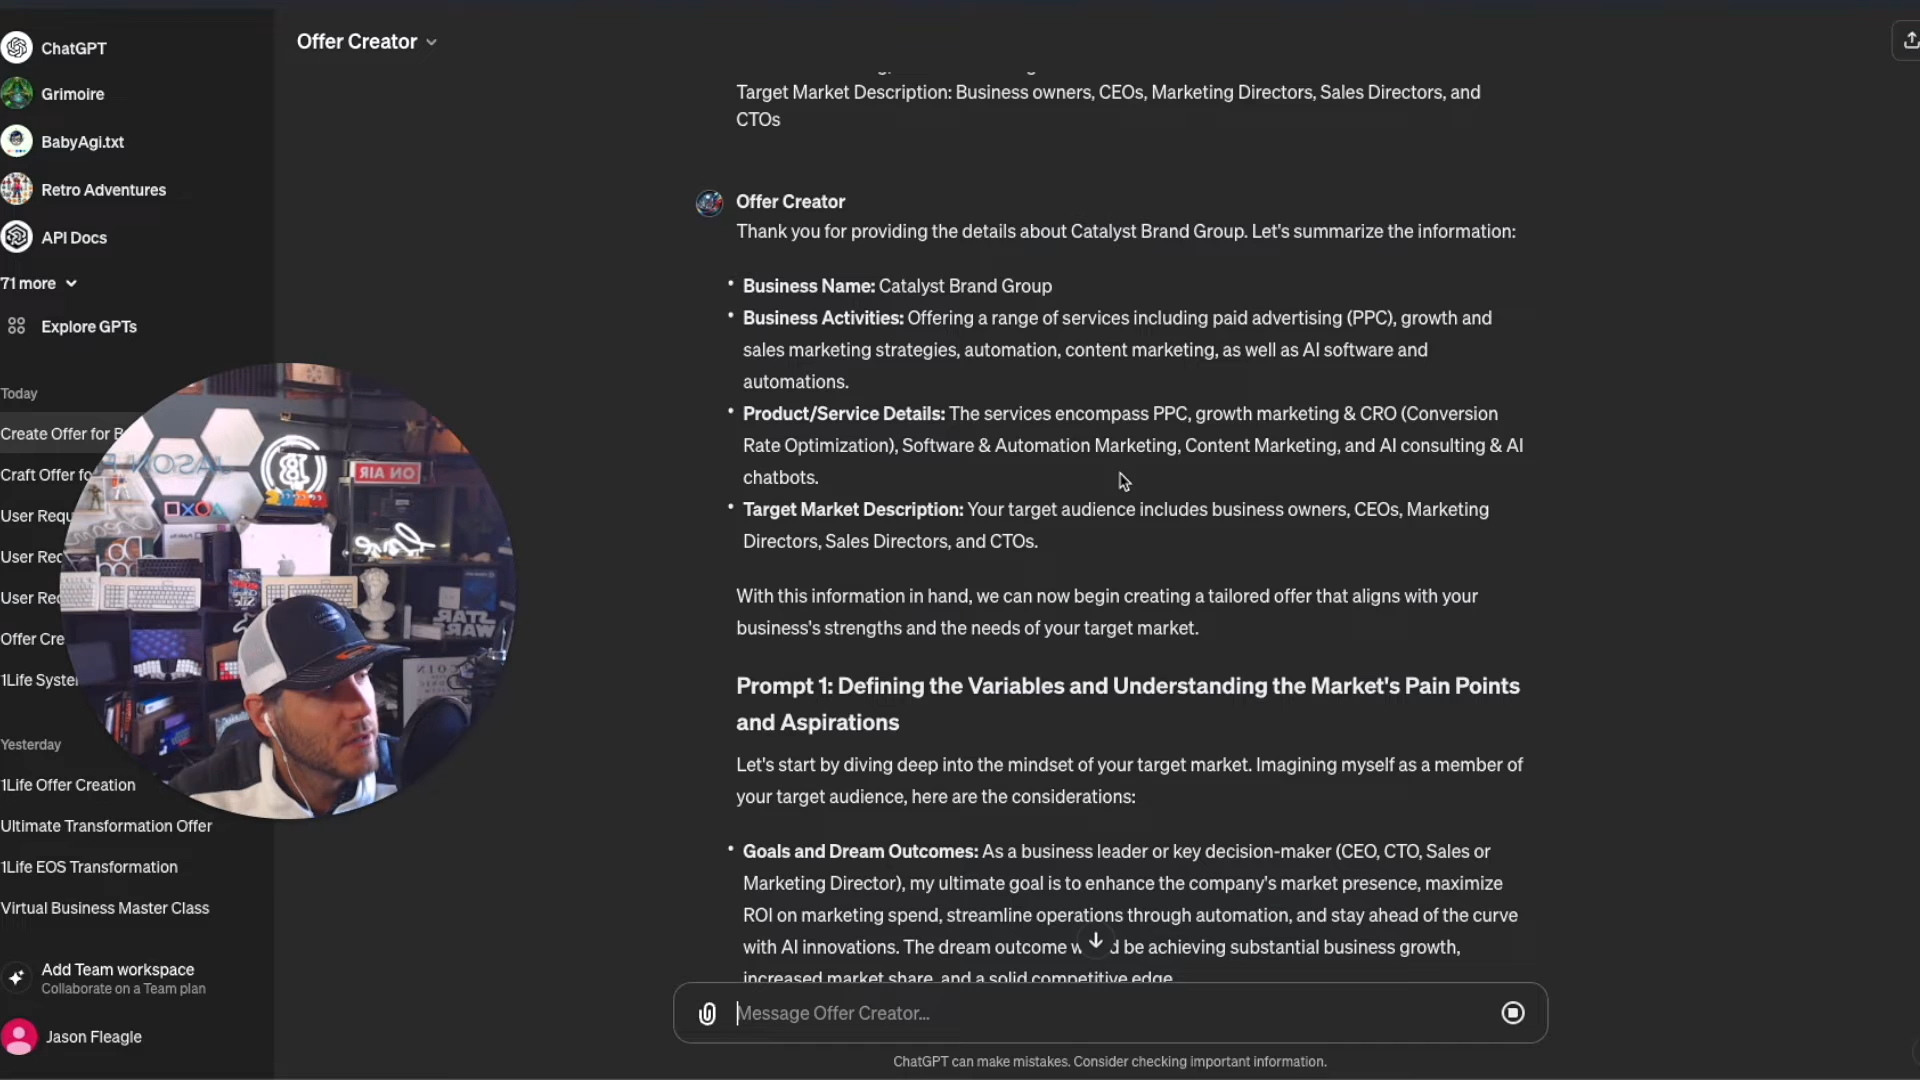 ChatGPT
Grimoire
BabyAgi.txt
Retro Adventures
API Docs
71 more
Explore GPTs
Today
Create Offer for B
Craft Offer fo
User Requ
User Rec
User Rec
Offer Cre
1Life System
Yesterday
1Life Offer Creation
Ultimate Transformation Offer
1Life EOS Transformation
Virtual Business Master Class
Add Team workspace
Collaborate on a Team plan
Jason Fleagle
ON AIR
STAR
WARS
Offer Creator
Target Market Description: Business owners, CEOs, Marketing Directors, Sales Directors, and
CTOs
Offer Creator
Thank you for providing the details about Catalyst Brand Group. Let's summarize the information:
• Business Name: Catalyst Brand Group
• Business Activities: Offering a range of services including paid advertising (PPC), growth and
sales marketing strategies, automation, content marketing, as well as AI software and
automations.
• Product/Service Details: The services encompass PPC, growth marketing & CRO (Conversion
Rate Optimization), Software & Automation Marketing, Content Marketing, and AI consulting & AI
chatbots.
• Target Market Description: Your target audience includes business owners, CEOs, Marketing
Directors, Sales Directors, and CTOs.
With this information in hand, we can now begin creating a tailored offer that aligns with your
business's strengths and the needs of your target market.
Prompt 1: Defining the Variables and Understanding the Market's Pain Points
and Aspirations
Let's start by diving deep into the mindset of your target market. Imagining myself as a member of
your target audience, here are the considerations:
• Goals and Dream Outcomes: As a business leader or key decision-maker (CEO, CTO, Sales or
Marketing Director), my ultimate goal is to enhance the company's market presence, maximize
ROI on marketing spend, streamline operations through automation, and stay ahead of the curve
with AI innovations. The dream outcome w d be achieving substantial business growth,
increased market share, and a solid competitive edge.
Message Offer Creator...
ChatGPT can make mistakes. Consider checking important information.